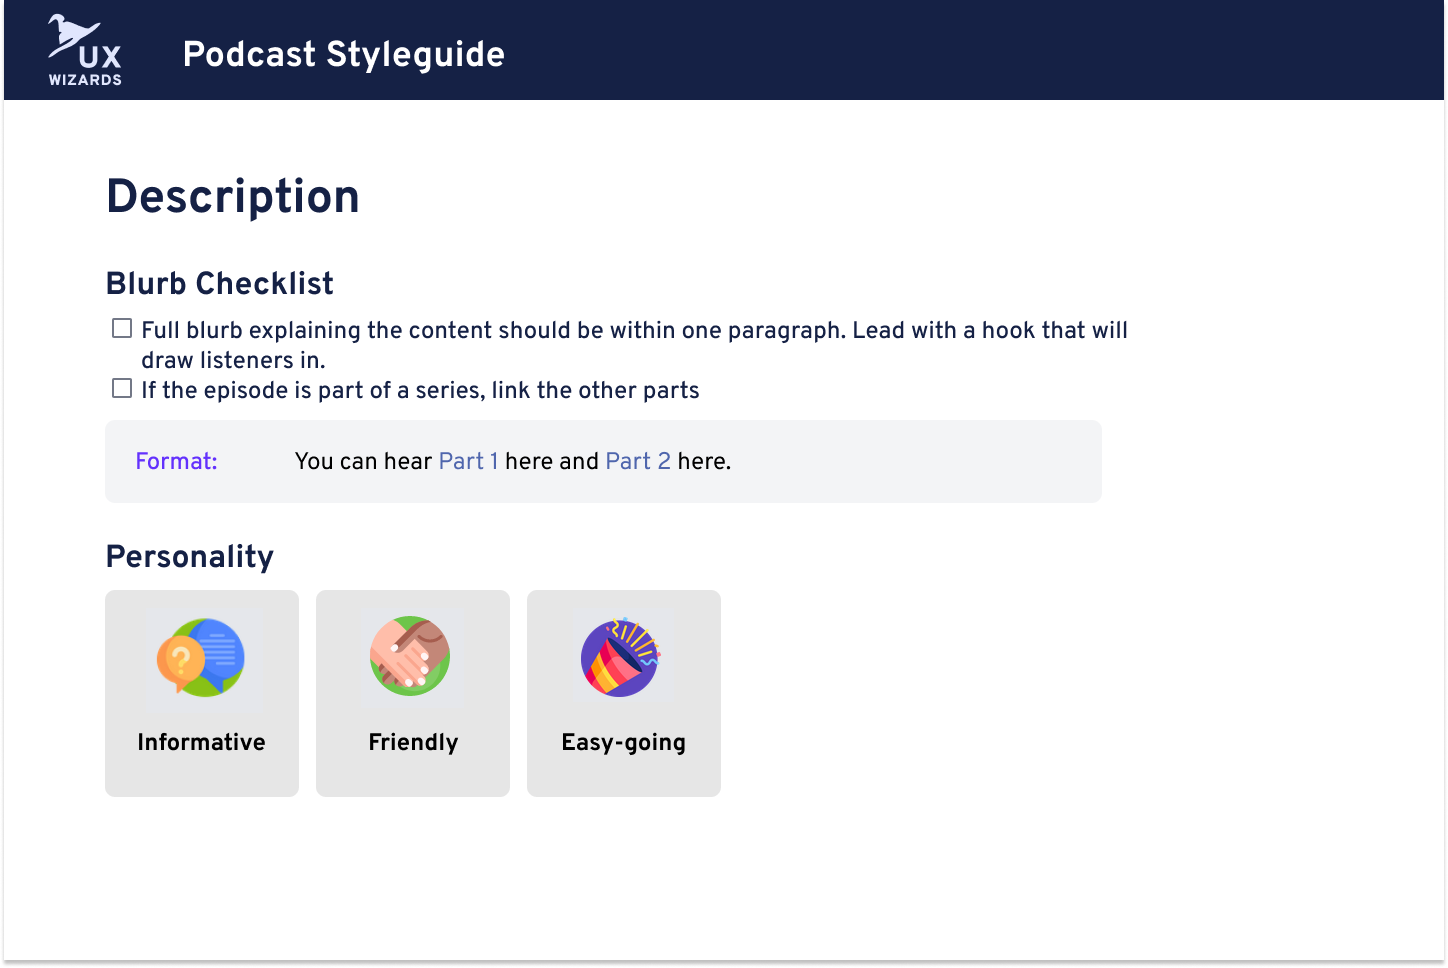 UX
WIZARDS
Podcast Styleguide
Description
Blurb Checklist
Full blurb explaining the content should be within one paragraph. Lead with a hook that will
draw listeners in.
If the episode is part of a series, link the other parts
Format: You can hear Part 1 here and Part 2 here.
Personality
?
Informative
Friendly
Easy-going